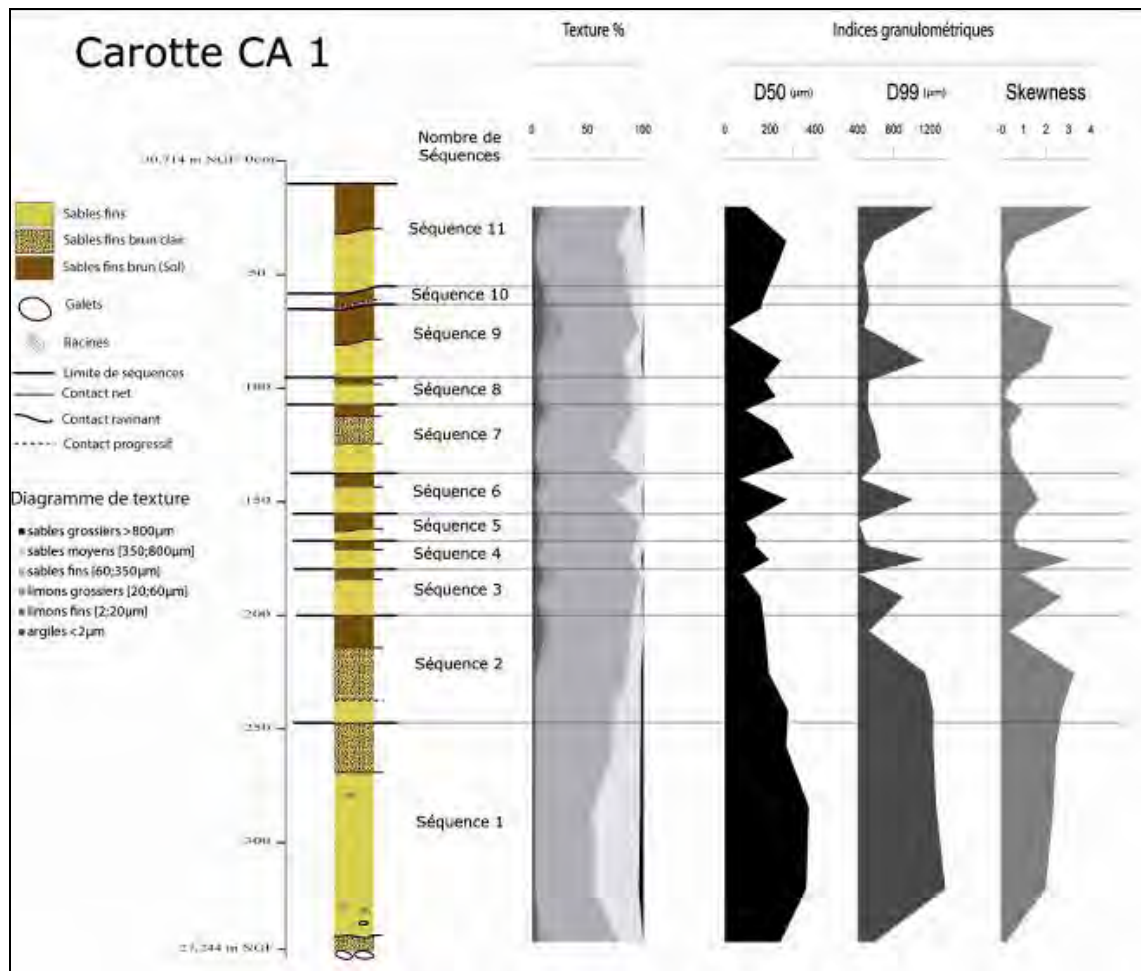 Carotte CA 1
Texture %
Indices granulométriques
D50 (µm)
D99 (µm)
Skewness
Nombre de
Séquences
0 50 100
0 200 400
400 800 1200
-0 1 2 3 4
0cm
Sables fins
Sables fins brun clair
Sables fins brun (Sol)
Galets
Racines
Limite de séquences
Contact net
Contact ravinant
Contact progressif
Diagramme de texture
sables grossiers >800µm
sables moyens [350;800µm]
sables fins [60;350µm]
limons grossiers [20;60µm]
limons fins [2;20µm]
argiles <2µm
50
100
150
200
250
300
27,244 m NGF
Séquence 11
Séquence 10
Séquence 9
Séquence 8
Séquence 7
Séquence 6
Séquence 5
Séquence 4
Séquence 3
Séquence 2
Séquence 1